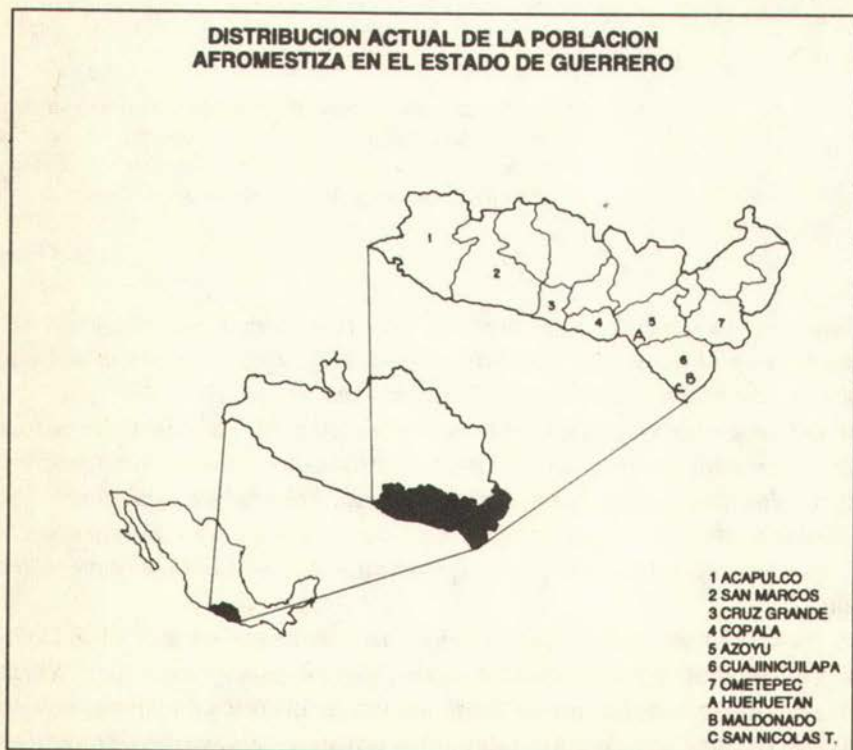 DISTRIBUCION ACTUAL DE LA POBLACION
AFROMESTIZA EN EL ESTADO DE GUERRERO
1
2
3
4
A
5
7
6
B
C
1 ACAPULCO
2 SAN MARCOS
3 CRUZ GRANDE
4 COPALA
5 AZOYU
6 CUAJINICUILAPA
7 OMETEPEC
A HUEHUETAN
B MALDONADO
C SAN NICOLAS T.